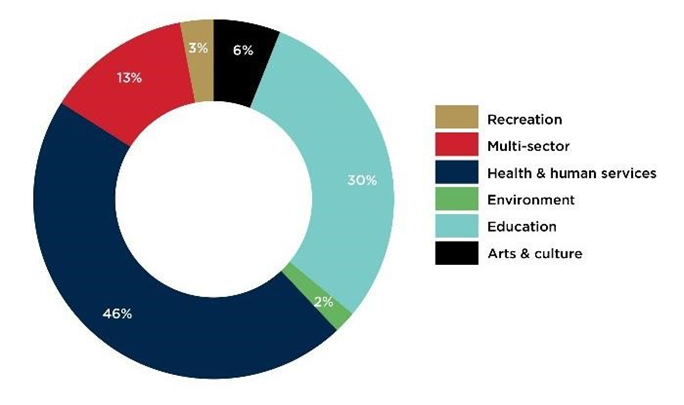 3%
6%
13%
30%
2%
46%
Recreation
Multi-sector
Health & human services
Environment
Education
Arts & culture